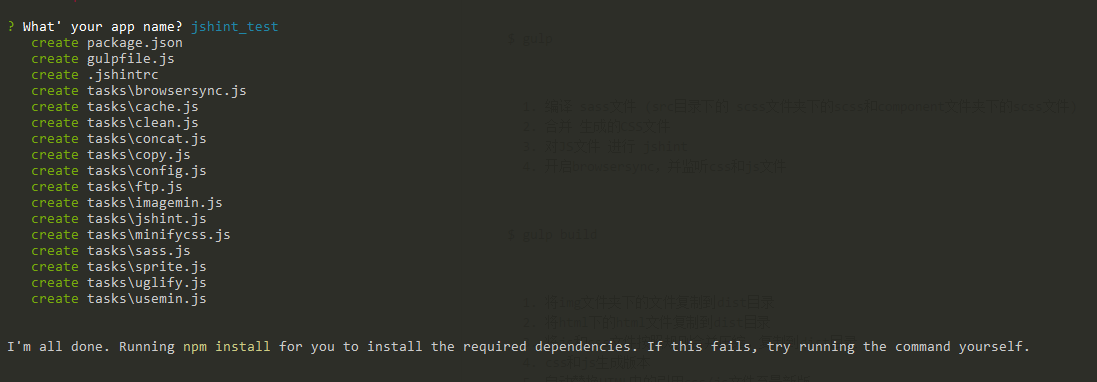 ? What' your app name? jshint_test
create package.json
create gulpfile.js
create .jshintrc
create tasks\browsersync.js
create tasks\cache.js
create tasks\clean.js
create tasks\concat.js
create tasks\copy.js
create tasks\config.js
create tasks\ftp.js
create tasks\imagemin.js
create tasks\jshint.js
create tasks\minifycss.js
create tasks\sass.js
create tasks\sprite.js
create tasks\uglify.js
create tasks\usemin.js
I'm all done. Running npm install for you to install the required dependencies. If this fails, try running the command yourself.
$ gulp
$ gulp build